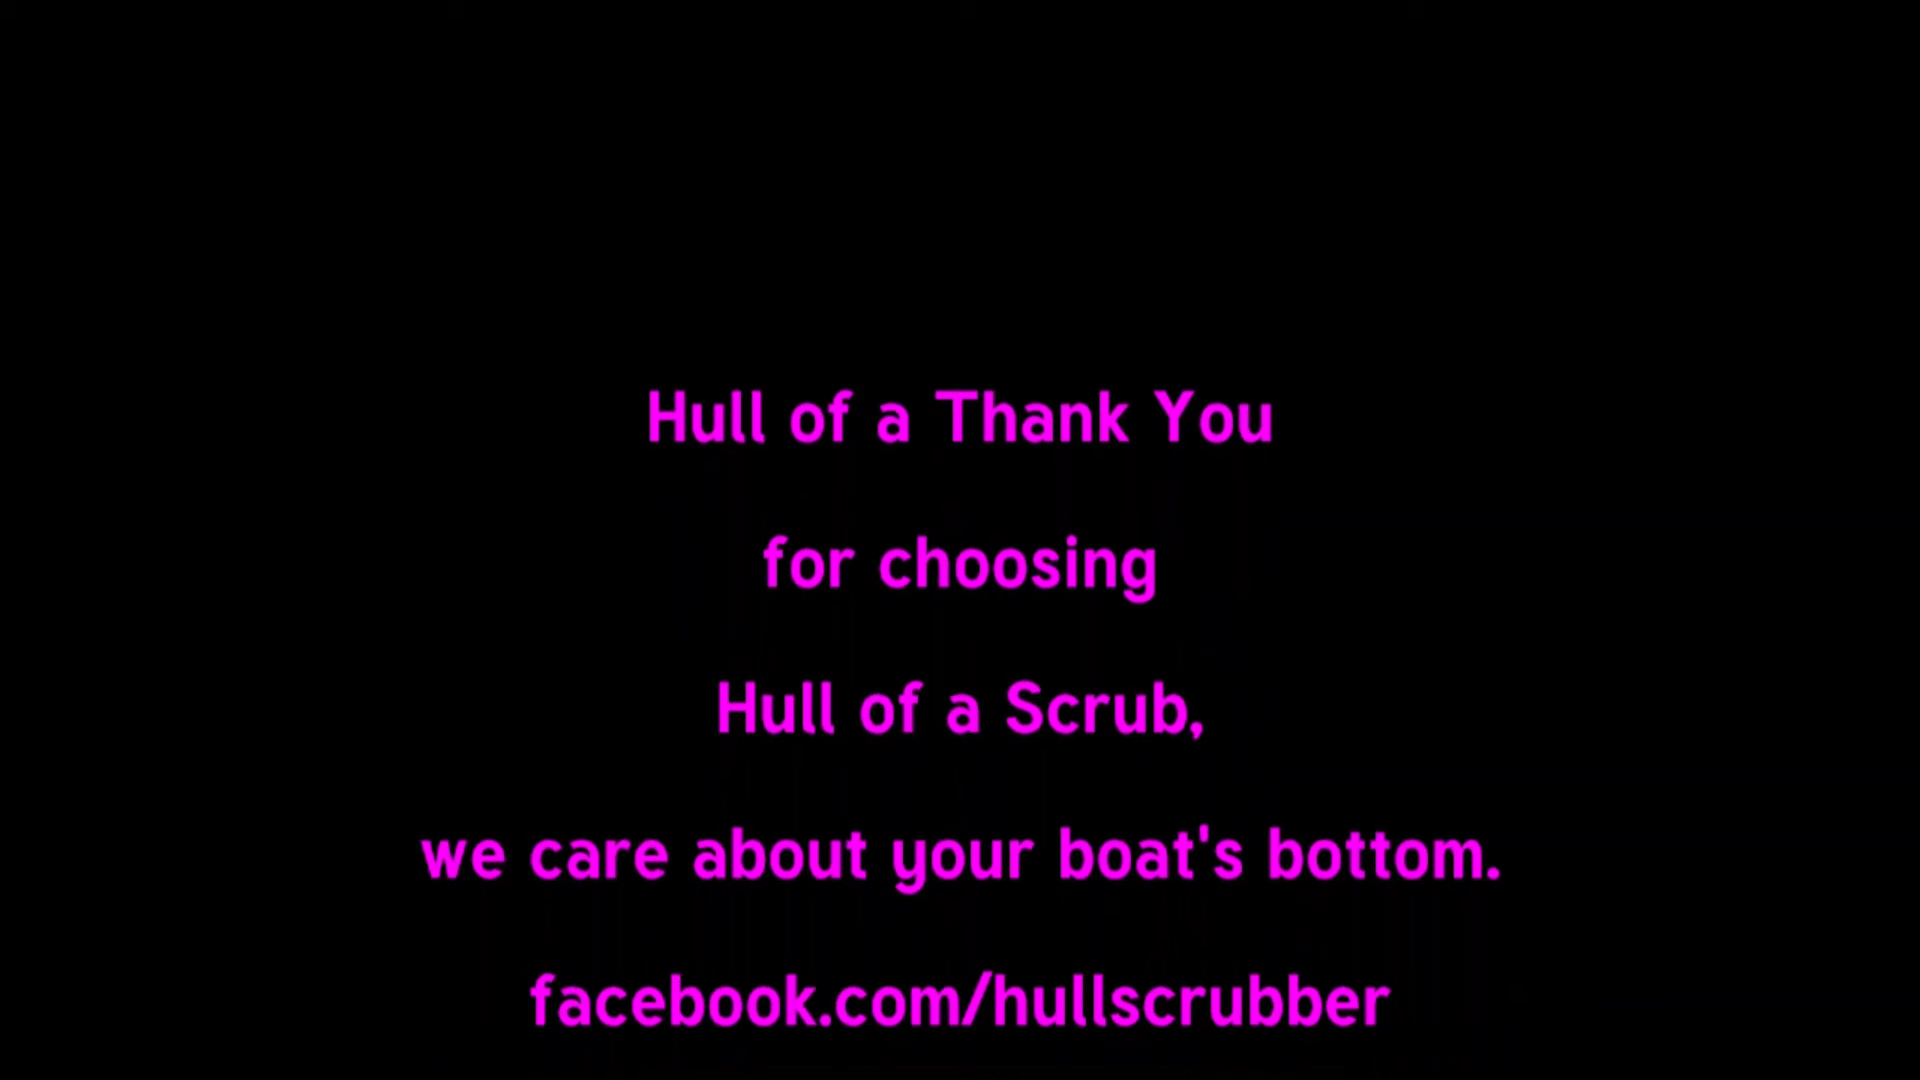 Hull of a Thank You
for choosing
Hull of a Scrub,
we care about your boat's bottom.
facebook.com/hullscrubber